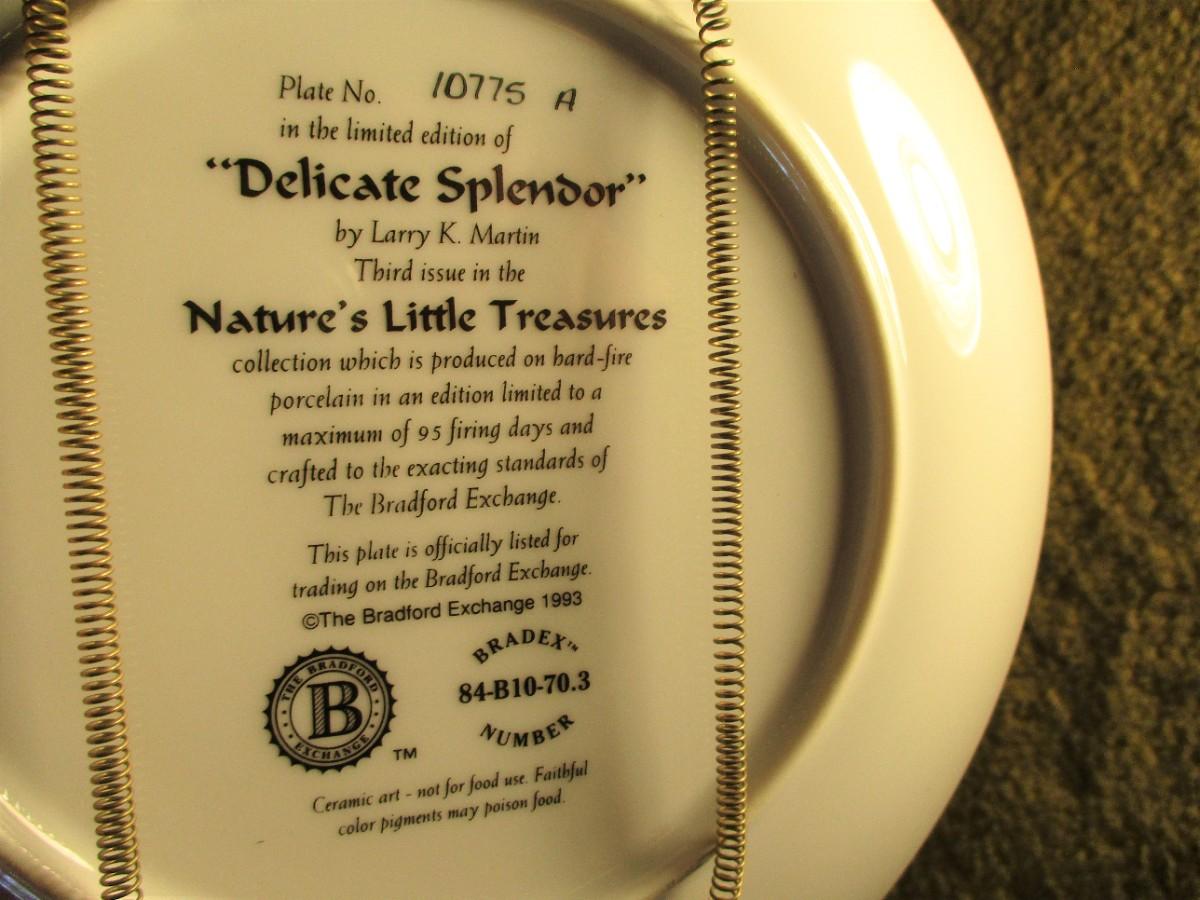 Plate No. 10775 A
in the limited edition of
“Delicate Splendor”
by Larry K. Martin
Third issue in the
Nature's Little Treasures
collection which is produced on hard-fire
porcelain in an edition limited to a
maximum of 95 firing days and
crafted to the exacting standards of
The Bradford Exchange.
This plate is officially listed for
trading on the Bradford Exchange.
©The Bradford Exchange 1993
THE BRADFORD
B
EXCHANGE
TM
BRADEX™
84-B10-70.3
NUMBER
Ceramic art - not for food use. Faithful
color pigments may poison food.